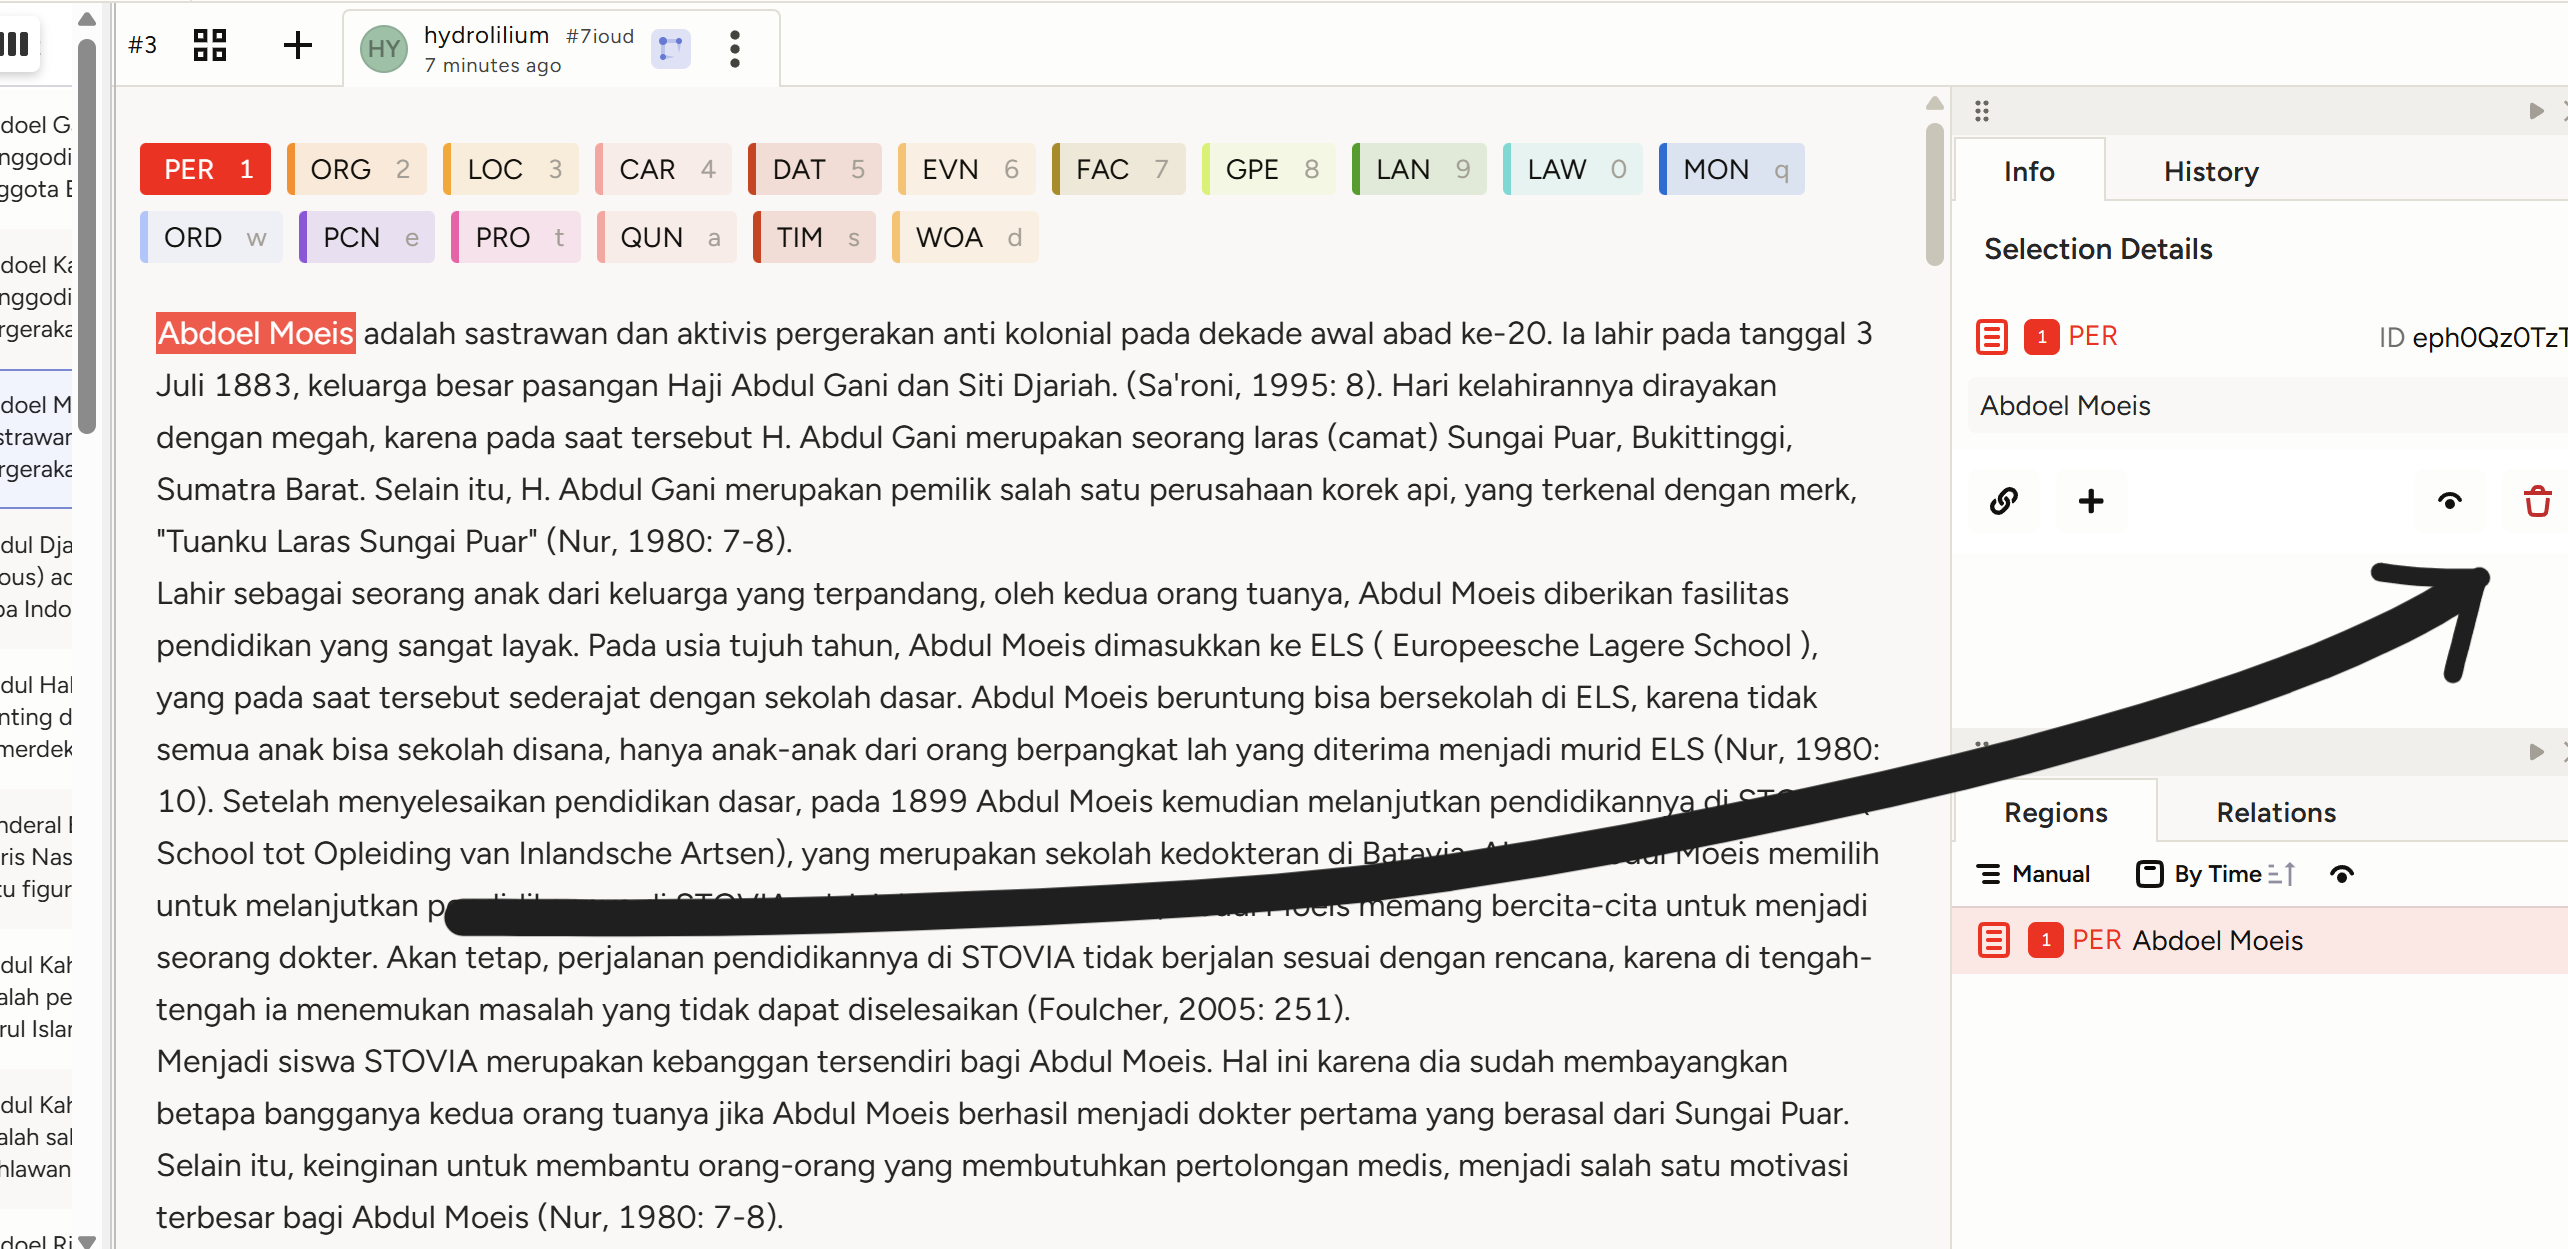 #3
HY hydrolilium #7ioud
7 minutes ago
doel G
nggodi
ggota
doel Ka
nggodi
rgeraka
doel M
strawar
rgeraka
dul Dja
ous) ad
pa Indo
dul Hal
nting d
merdek
nderal
ris Nas
tu figur
dul Kah
alah pe
rul Islar
dul Kah
alah sal
hlawan
doel Ri
PER 1 ORG 2 LOC 3 CAR 4 DAT 5 EVN 6 FAC 7 GPE 8 LAN 9 LAW 0 MON q
ORD w PCN e PRO t QUN a TIM s WOA d
Abdoel Moeis adalah sastrawan dan aktivis pergerakan anti kolonial pada dekade awal abad ke-20. Ia lahir pada tanggal 3
Juli 1883, keluarga besar pasangan Haji Abdul Gani dan Siti Djariah. (Sa'roni, 1995: 8). Hari kelahirannya dirayakan
dengan megah, karena pada saat tersebut H. Abdul Gani merupakan seorang laras (camat) Sungai Puar, Bukittinggi,
Sumatra Barat. Selain itu, H. Abdul Gani merupakan pemilik salah satu perusahaan korek api, yang terkenal dengan merk,
"Tuanku Laras Sungai Puar" (Nur, 1980: 7-8).
Lahir sebagai seorang anak dari keluarga yang terpandang, oleh kedua orang tuanya, Abdul Moeis diberikan fasilitas
pendidikan yang sangat layak. Pada usia tujuh tahun, Abdul Moeis dimasukkan ke ELS ( Europeesche Lagere School ),
yang pada saat tersebut sederajat dengan sekolah dasar. Abdul Moeis beruntung bisa bersekolah di ELS, karena tidak
semua anak bisa sekolah disana, hanya anak-anak dari orang berpangkat lah yang diterima menjadi murid ELS (Nur, 1980:
10). Setelah menyelesaikan pendidikan dasar, pada 1899 Abdul Moeis kemudian melanjutkan pendidikannya di
School tot Opleiding van Inlandsche Artsen), yang merupakan sekolah kedokteran di Batavia. Moeis memilih
untuk melanjutkan di STOVIA Moeis memang bercita-cita untuk menjadi
seorang dokter. Akan tetap, perjalanan pendidikannya di STOVIA tidak berjalan sesuai dengan rencana, karena di tengah-
tengah ia menemukan masalah yang tidak dapat diselesaikan (Foulcher, 2005: 251).
Menjadi siswa STOVIA merupakan kebanggan tersendiri bagi Abdul Moeis. Hal ini karena dia sudah membayangkan
betapa bangganya kedua orang tuanya jika Abdul Moeis berhasil menjadi dokter pertama yang berasal dari Sungai Puar.
Selain itu, keinginan untuk membantu orang-orang yang membutuhkan pertolongan medis, menjadi salah satu motivasi
terbesar bagi Abdul Moeis (Nur, 1980: 7-8).
Info History
Selection Details
1 PER ID eph0Qz0TzT
Abdoel Moeis
Regions Relations
Manual By Time
1 PER Abdoel Moeis